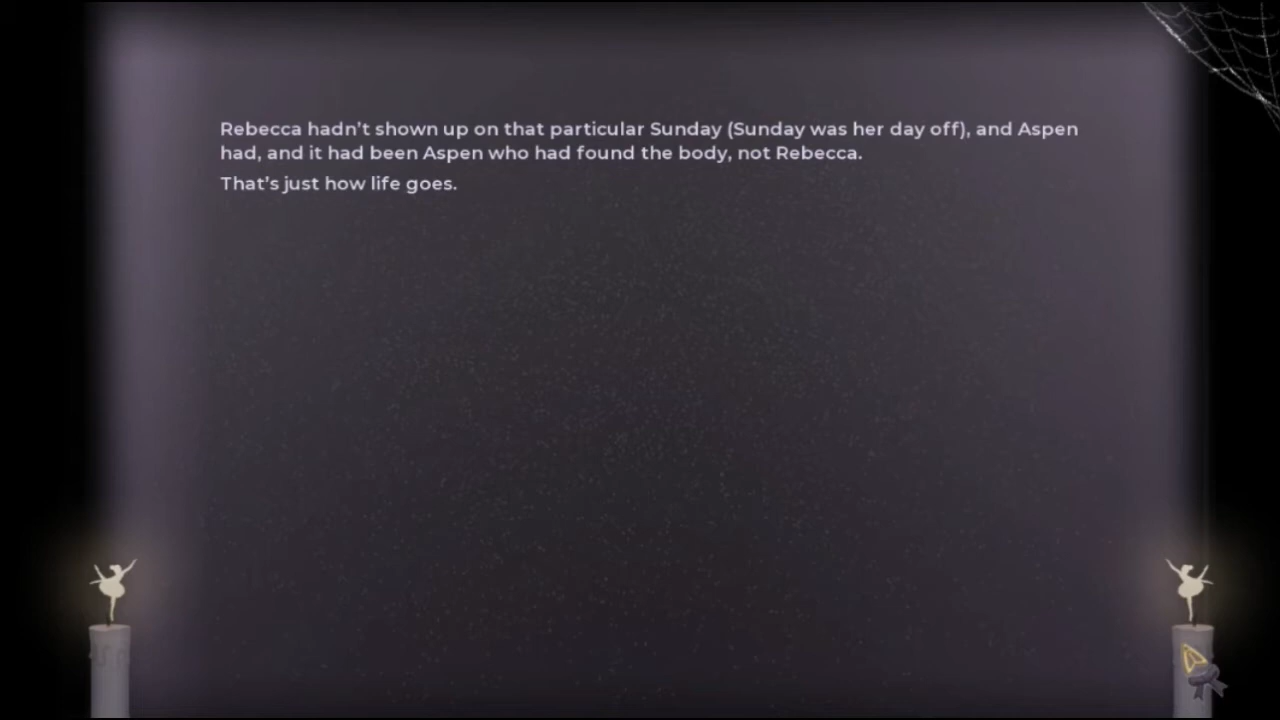 Rebecca hadn't shown up on that particular Sunday (Sunday was her day off), and Aspen
had, and it had been Aspen who had found the body, not Rebecca.
That's just how life goes.